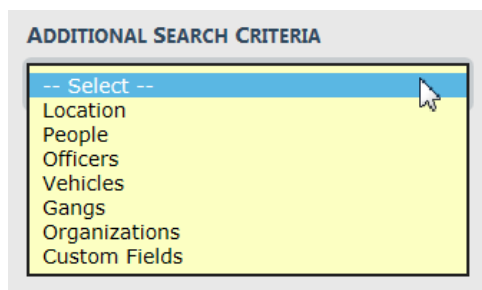 ADDITIONAL SEARCH CRITERIA
-- Select --
Location
People
Officers
Vehicles
Gangs
Organizations
Custom Fields